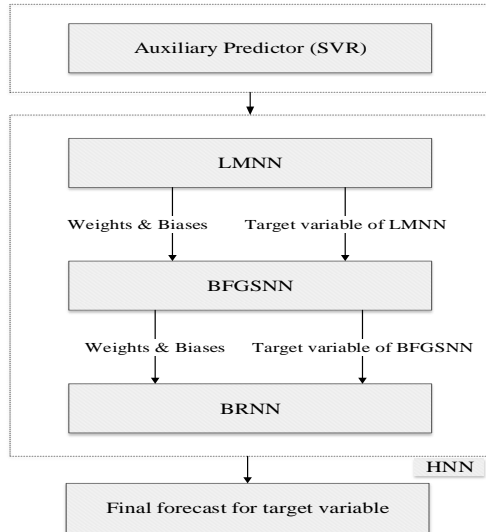 Auxiliary Predictor (SVR)
LMNN
Weights & Biases
Target variable of LMNN
BFGSNN
Weights & Biases
Target variable of BFGSNN
BRNN
HNN
Final forecast for target variable